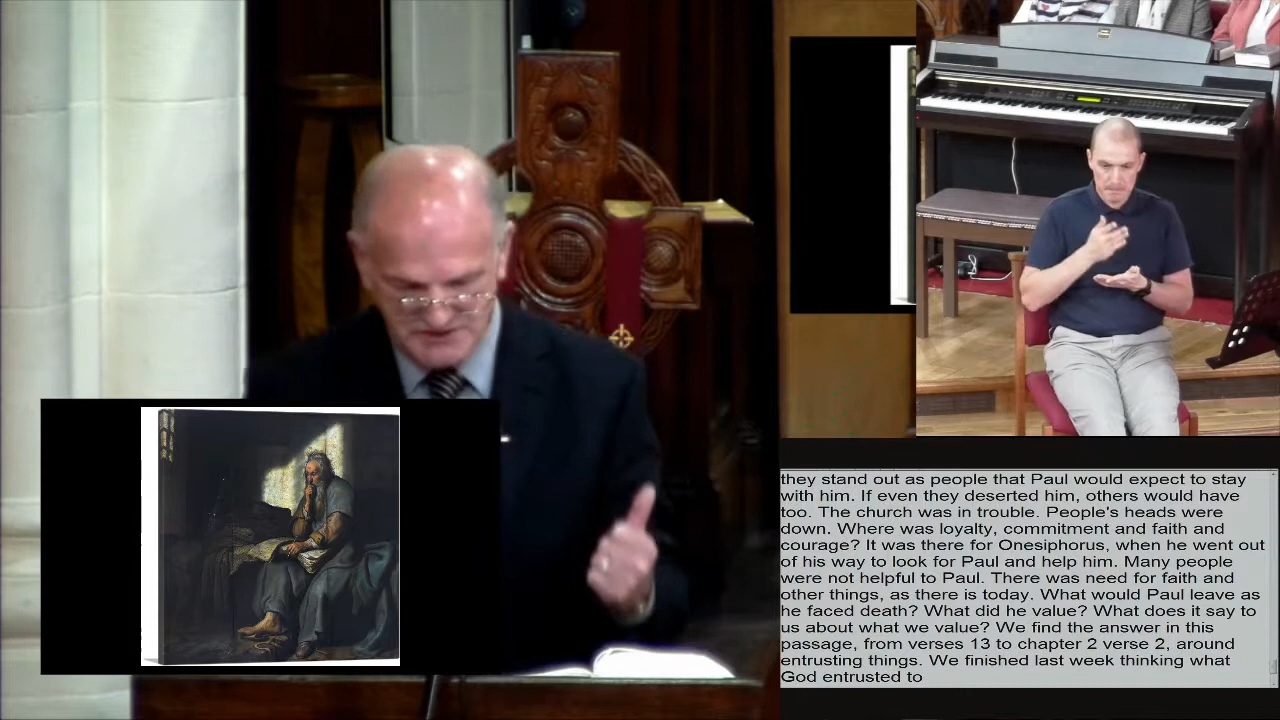 they stand out as people that Paul would expect to stay
with him. If even they deserted him, others would have
too. The church was in trouble. People's heads were
down. Where was loyalty, commitment and faith and
courage? It was there for Onesiphorus, when he went out
of his way to look for Paul and help him. Many people
were not helpful to Paul. There was need for faith and
other things, as there is today. What would Paul leave as
he faced death? What did he value? What does it say to
us about what we value? We find the answer in this
passage, from verses 13 to chapter 2 verse 2, around
entrusting things. We finished last week thinking what
God entrusted to